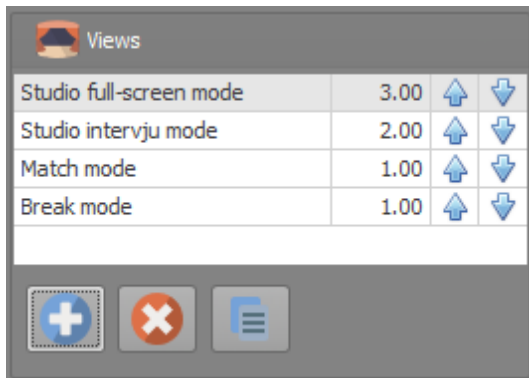 Views
Studio full-screen mode 3.00
Studio intervju mode 2.00
Match mode 1.00
Break mode 1.00